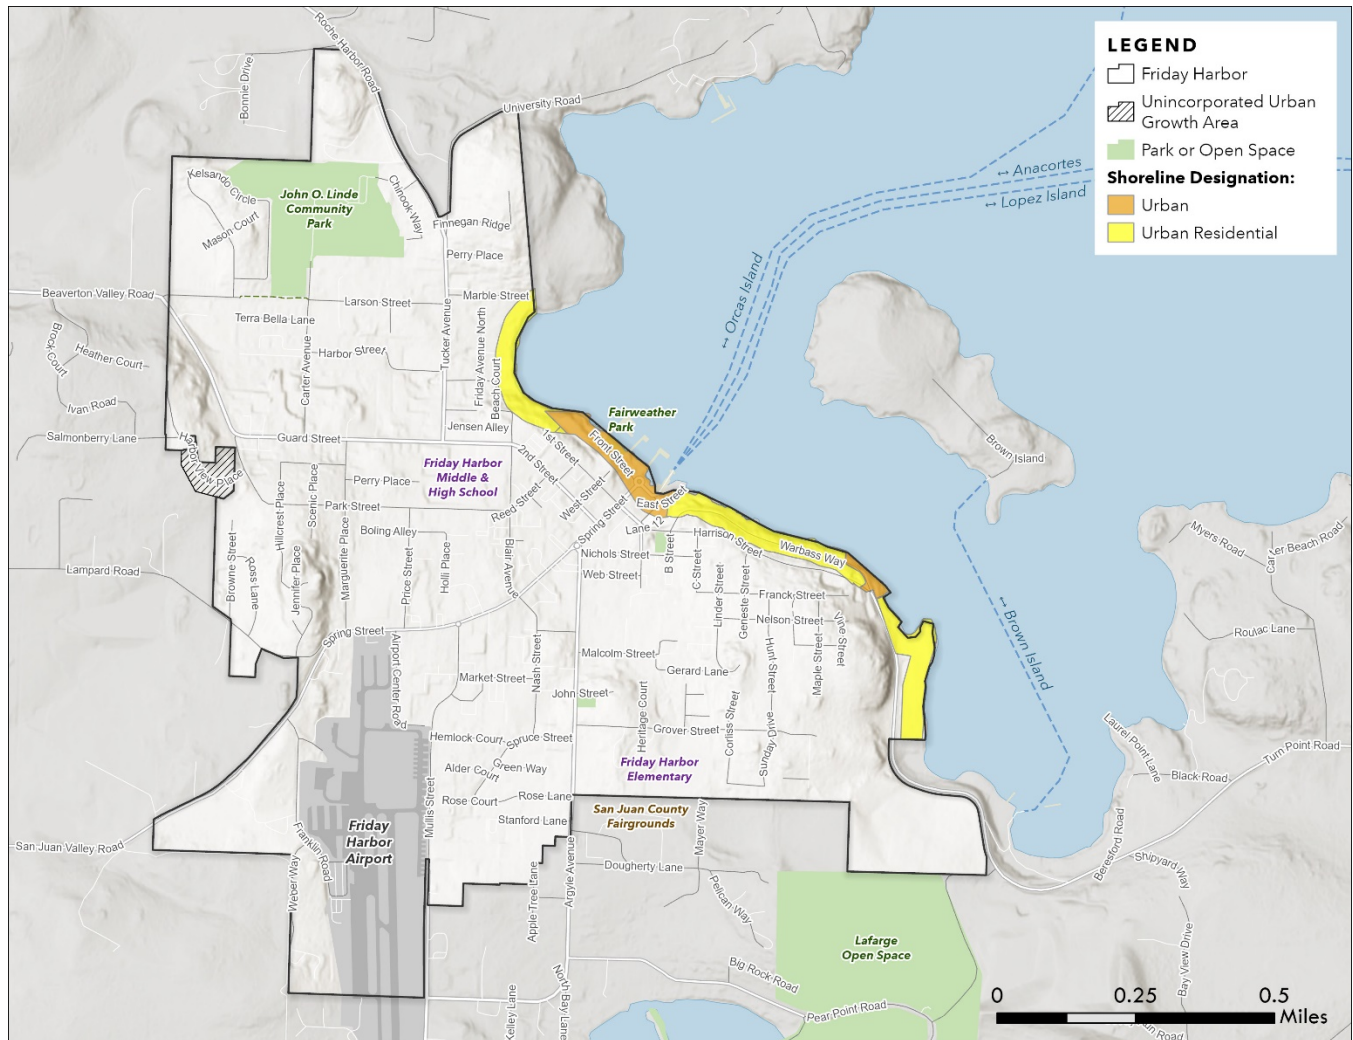 LEGEND
Friday Harbor
Unincorporated Urban
Growth Area
Park or Open Space
Shoreline Designation:
Urban
Urban Residential
Roche Harbor Road
Bonnie Drive
University Road
↔ Anacortes
↔ Lopez Island
↔ Orcas Island
Kelsando Circle
Mason Court
John O. Linde
Community
Park
Chinook Way
Finnegan Ridge
Perry Place
Beaverton Valley Road
Larson Street
Marble Street
Terra Bella Lane
Harbor Street
Carter Avenue
Tucker Avenue
Friday Avenue North
Beach Court
Brook Court
Heather Court
Ivan Road
Salmonberry Lane
Harbor View Place
Guard Street
Jensen Alley
1st Street
2nd Street
Front Street
Fairweather
Park
Brown Island
Friday Harbor
Middle &
High School
Perry Place
Park Street
Reed Street
West Street
Spring Street
East Street
Hillcrest Place
Scenic Place
Marguerite Place
Boling Alley
Lane 12
Harrison Street
Warbass Way
Nichols Street
Web Street
B Street
C Street
Browne Street
Ross Lane
Jennifer Place
Price Street
Holli Place
Blair Avenue
Lampard Road
Linder Street
Geneste Street
Franck Street
Nelson Street
Hunt Street
Maple Street
Vine Street
Spring Street
Airport Center Road
Nash Street
Malcolm Street
Gerard Lane
Market Street
John Street
Heritage Court
Corliss Street
Sunday Drive
Grover Street
Hemlock Court
Spruce Street
Alder Court
Green Way
Rose Court
Rose Lane
Stanford Lane
Mullis Street
Friday Harbor
Elementary
San Juan County
Fairgrounds
Mayer Way
Friday
Harbor
Airport
Franklin Road
Weber Way
San Juan Valley Road
Apple Tree Lane
Argyle Avenue
Dougherty Lane
Pelican Way
Lafarge
Open Space
Big Rock Road
Pear Point Road
North Bay Lane
Kelley Lane
↔ Brown Island
Myers Road
Carter Beach Road
Routac Lane
Laurel Point Lane
Black Road
Turn Point Road
Beresford Road
Shipyard Way
Bay View Drive
0 0.25 0.5
Miles